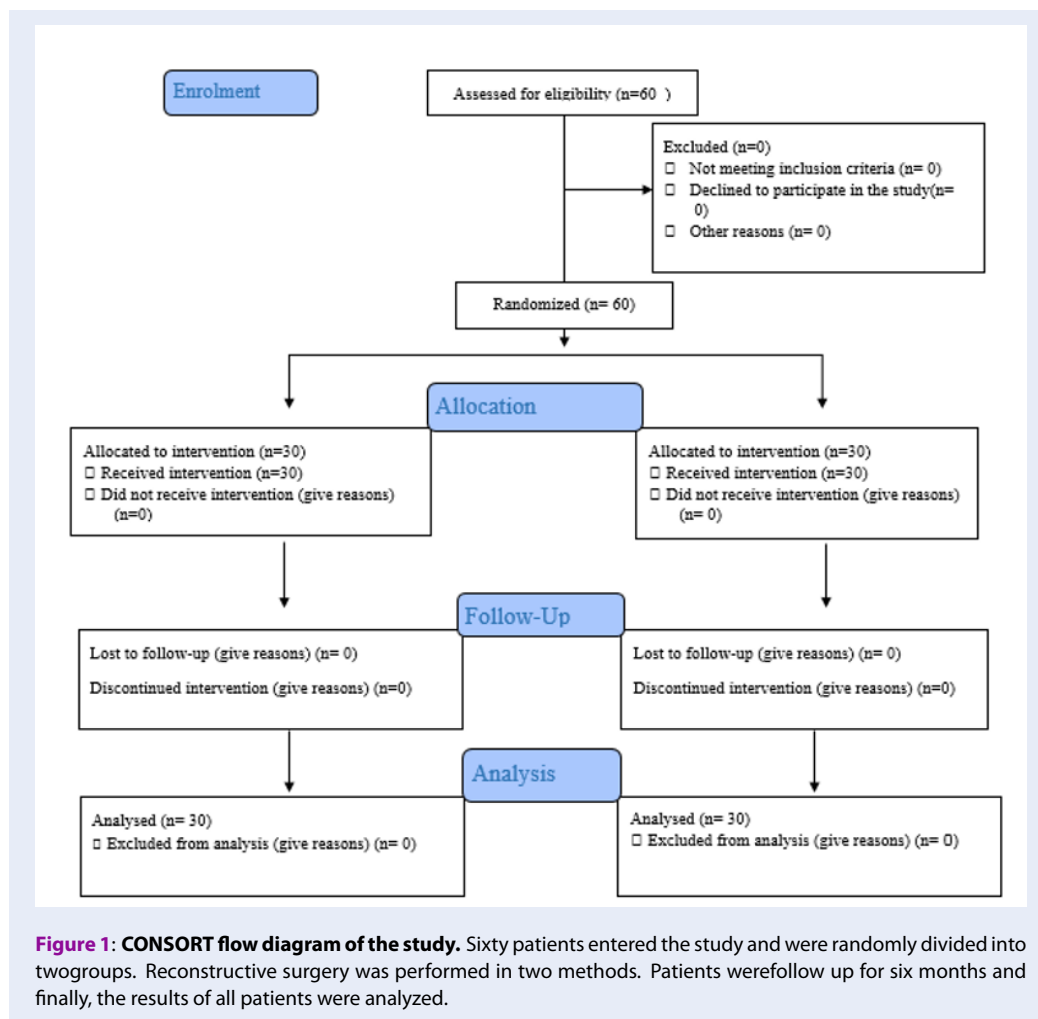 Enrolment
Assessed for eligibility (n=60 )
Excluded (n=0)
□ Not meeting inclusion criteria (n= 0)
□ Declined to participate in the study(n=
0)
□ Other reasons (n= 0)
Randomized (n= 60)
Allocation
Allocated to intervention (n=30)
□ Received intervention (n=30)
□ Did not receive intervention (give reasons)
(n=0)
Allocated to intervention (n=30)
□ Received intervention (n=30)
□ Did not receive intervention (give reasons)
(n= 0)
Follow-Up
Lost to follow-up (give reasons) (n= 0)
Discontinued intervention (give reasons) (n=0)
Lost to follow-up (give reasons) (n= 0)
Discontinued intervention (give reasons) (n=0)
Analysis
Analysed (n= 30)
□ Excluded from analysis (give reasons) (n= 0)
Analysed (n= 30)
□ Excluded from analysis (give reasons) (n= 0)
Figure 1: CONSORT flow diagram of the study. Sixty patients entered the study and were randomly divided into
twogroups. Reconstructive surgery was performed in two methods. Patients werefollow up for six months and
finally, the results of all patients were analyzed.